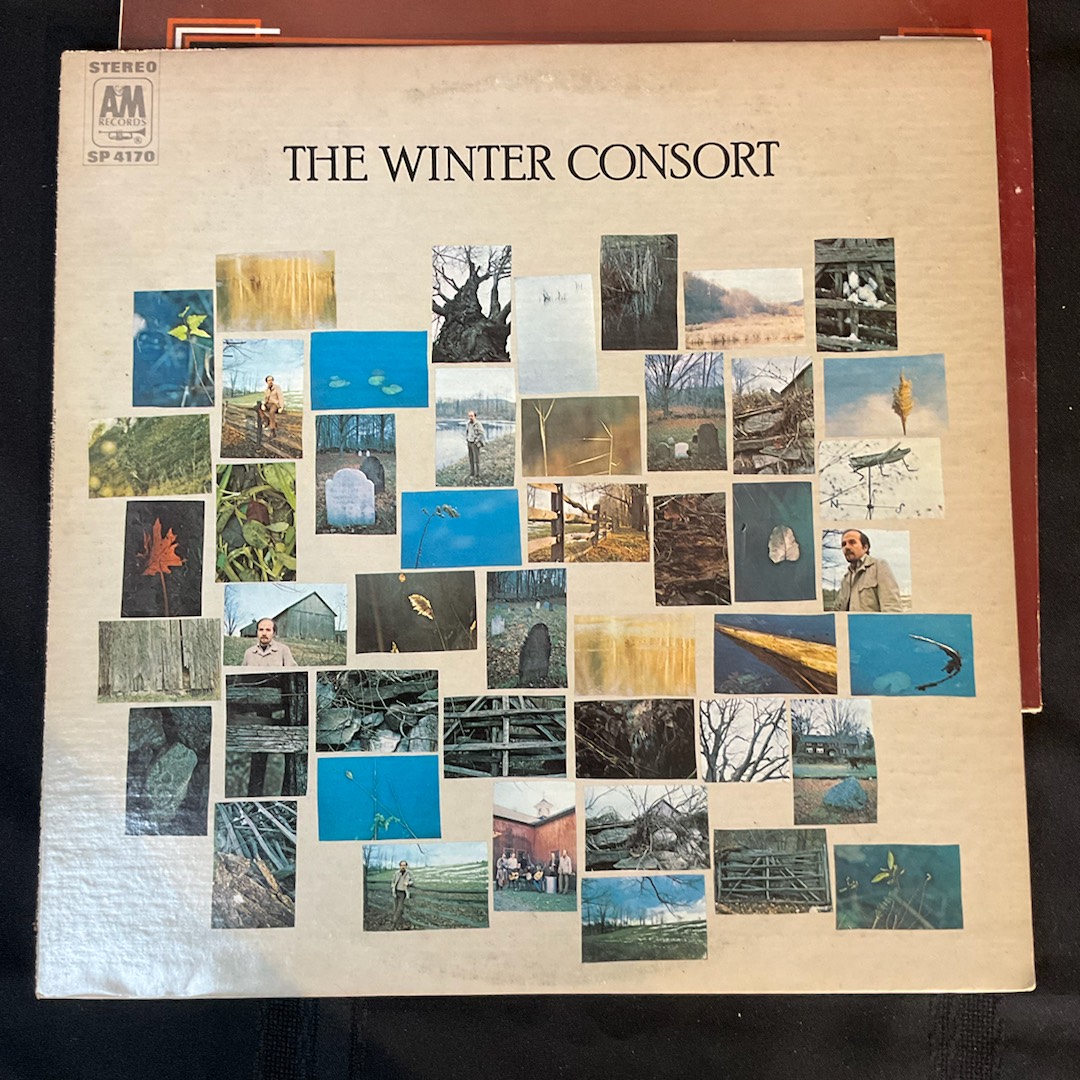 STEREO
A&M
RECORDS
®
SP 4170
THE WINTER CONSORT
N S